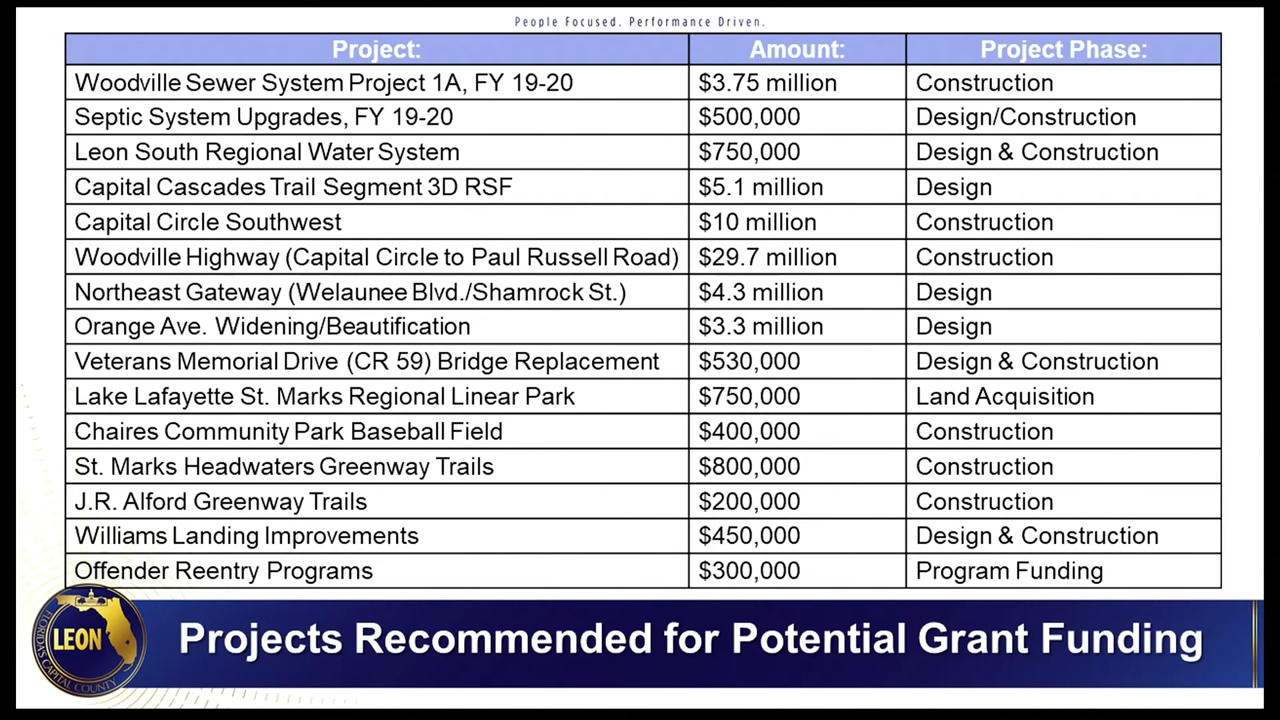 People Focused. Performance Driven.
Project: Amount: Project Phase:
Woodville Sewer System Project 1A, FY 19-20 $3.75 million Construction
Septic System Upgrades, FY 19-20 $500,000 Design/Construction
Leon South Regional Water System $750,000 Design & Construction
Capital Cascades Trail Segment 3D RSF $5.1 million Design
Capital Circle Southwest $10 million Construction
Woodville Highway (Capital Circle to Paul Russell Road) $29.7 million Construction
Northeast Gateway (Welaunee Blvd./Shamrock St.) $4.3 million Design
Orange Ave. Widening/Beautification $3.3 million Design
Veterans Memorial Drive (CR 59) Bridge Replacement $530,000 Design & Construction
Lake Lafayette St. Marks Regional Linear Park $750,000 Land Acquisition
Chaires Community Park Baseball Field $400,000 Construction
St. Marks Headwaters Greenway Trails $800,000 Construction
J.R. Alford Greenway Trails $200,000 Construction
Williams Landing Improvements $450,000 Design & Construction
Offender Reentry Programs $300,000 Program Funding
LEON
FLORIDA'S CAPITAL COUNTY
Projects Recommended for Potential Grant Funding